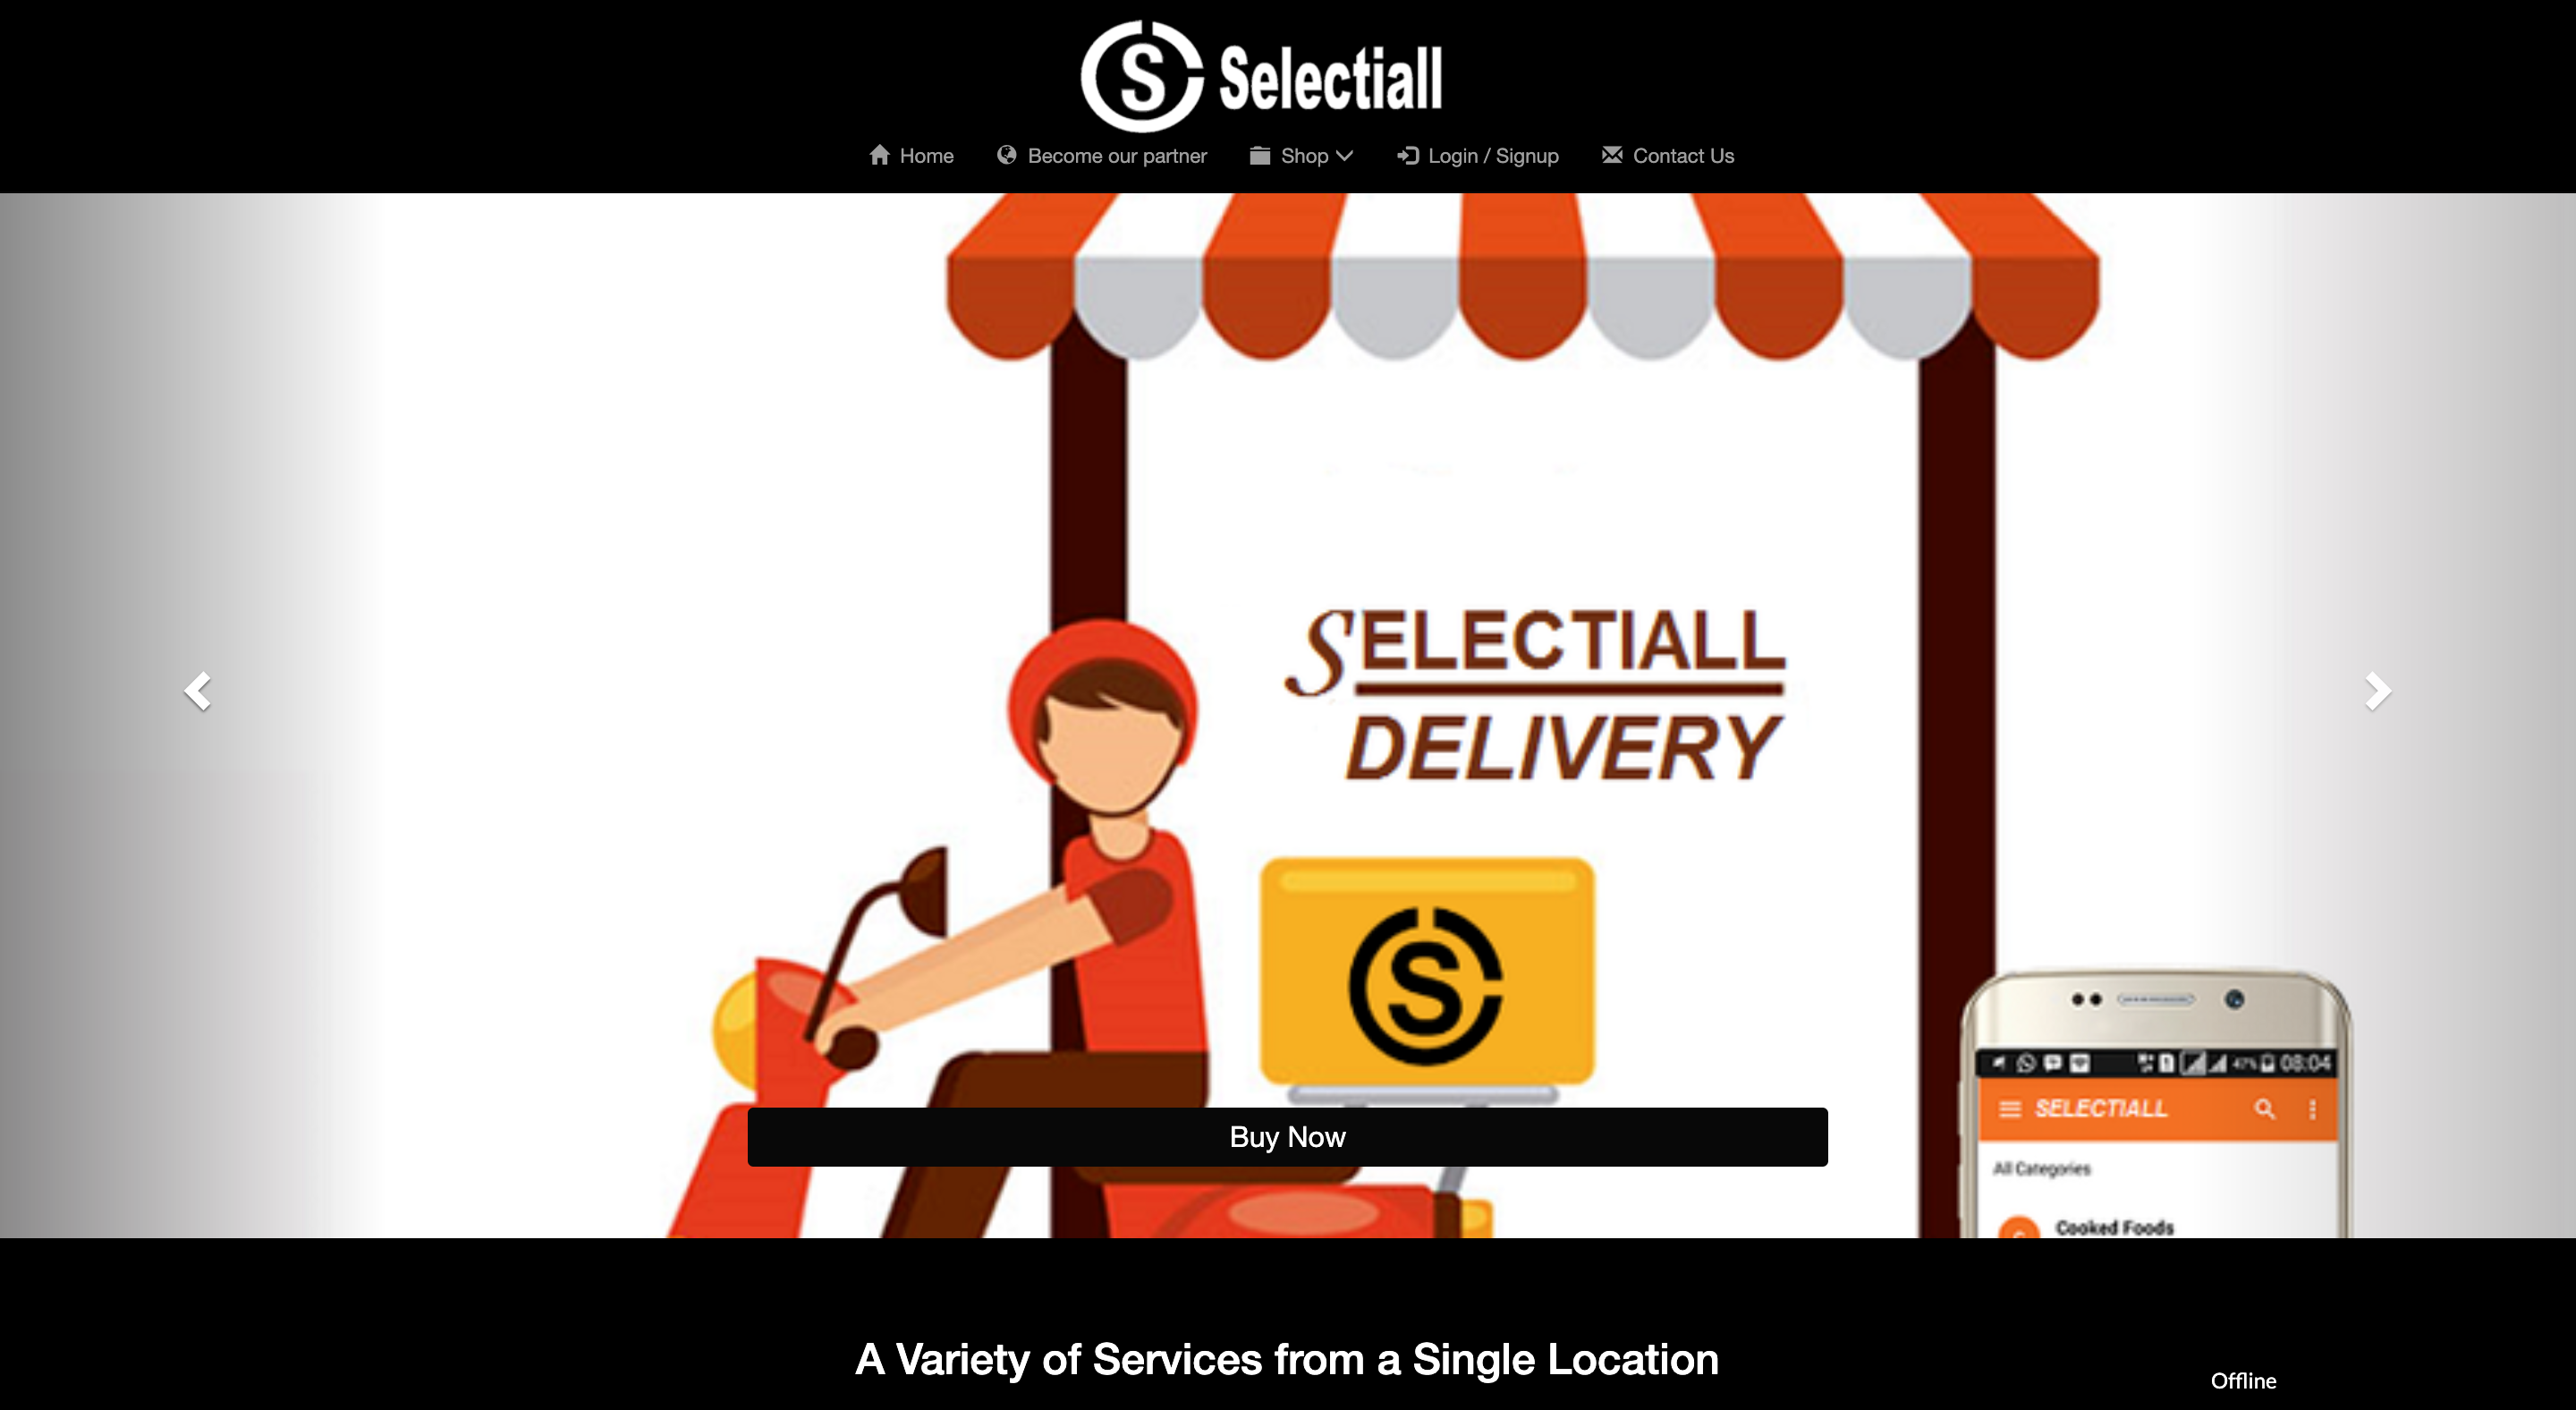 S Selectiall
Home Become our partner Shop Login / Signup Contact Us
SELECTIALL
DELIVERY
S
47% 08:04
SELECTIALL
All Categories
Cooked Foods
Buy Now
A Variety of Services from a Single Location
Offline